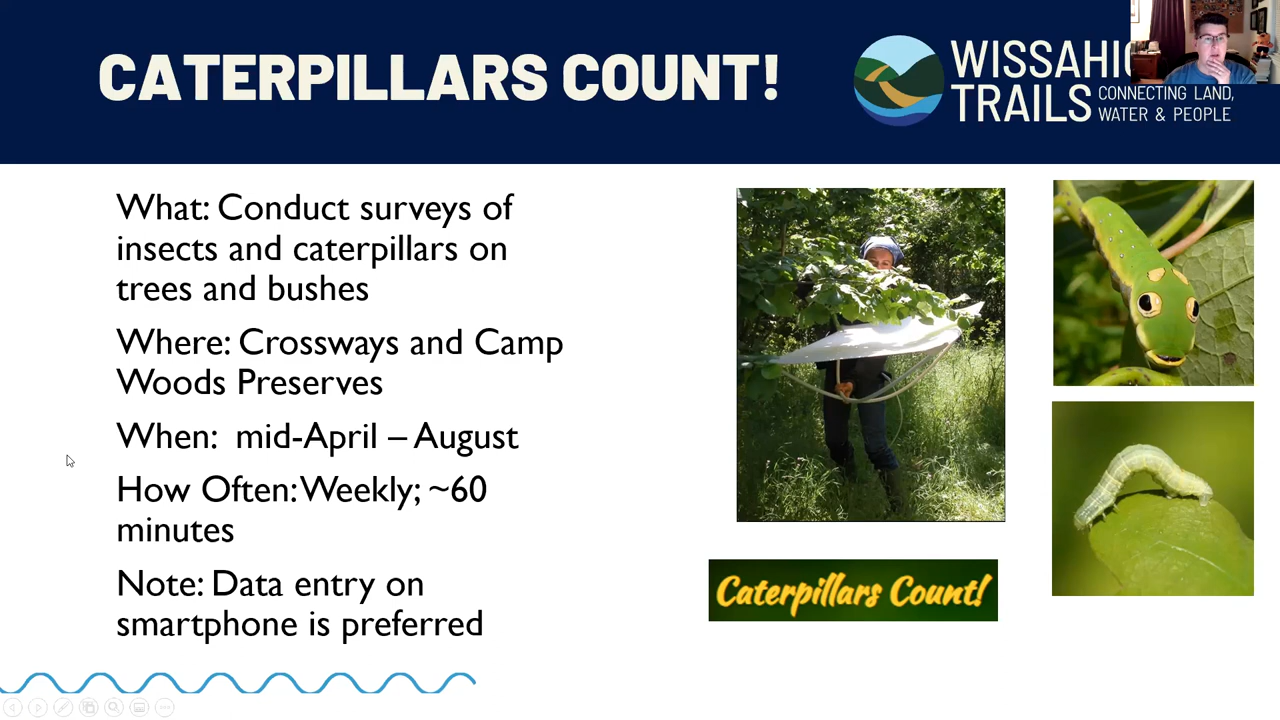 CATERPILLARS COUNT!
TRAILS
CONNECTING LAND,
WATER & PEOPLE
What: Conduct surveys of
insects and caterpillars on
trees and bushes
Where: Crossways and Camp
Woods Preserves
When: mid-April – August
How Often: Weekly; ~60
minutes
Note: Data entry on
smartphone is preferred
Caterpillars Count!